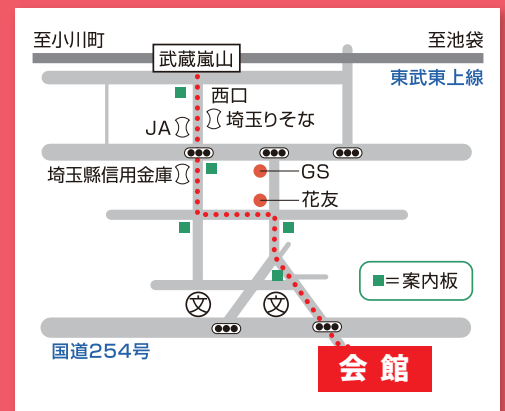 至小川町
至池袋
武蔵嵐山
東武東上線
西口
JA
埼玉りそな
埼玉縣信用金庫
GS
花友
■=案内板
文
文
国道254号
会館